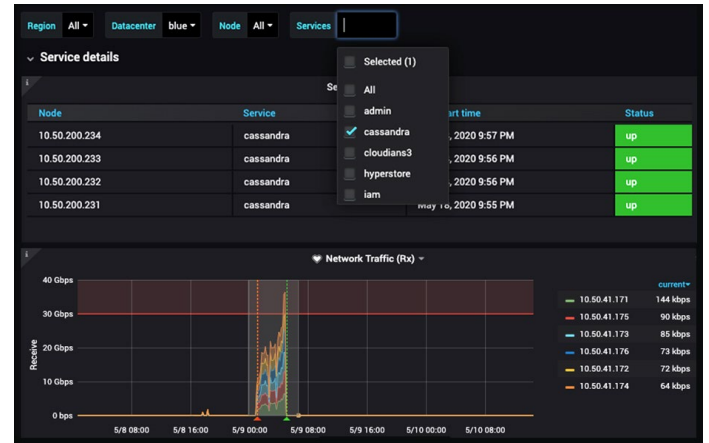 Region All Datacenter blue Node All Services
Service details
Selected (1)
All
admin
cassandra
cloudians3
hyperstore
iam
Se
Node Service art time Status
10.50.200.234 cassandra , 2020 9:57 PM up
10.50.200.233 cassandra , 2020 9:56 PM up
10.50.200.232 cassandra , 2020 9:56 PM up
10.50.200.231 cassandra May 18, 2020 9:55 PM up
Network Traffic (Rx)
Receive
40 Gbps
30 Gbps
20 Gbps
10 Gbps
0 bps
5/8 08:00 5/8 16:00 5/9 00:00 5/9 08:00 5/9 16:00 5/10 00:00 5/10 08:00
current
10.50.41.171 144 kbps
10.50.41.175 90 kbps
10.50.41.173 85 kbps
10.50.41.176 73 kbps
10.50.41.172 72 kbps
10.50.41.174 64 kbps